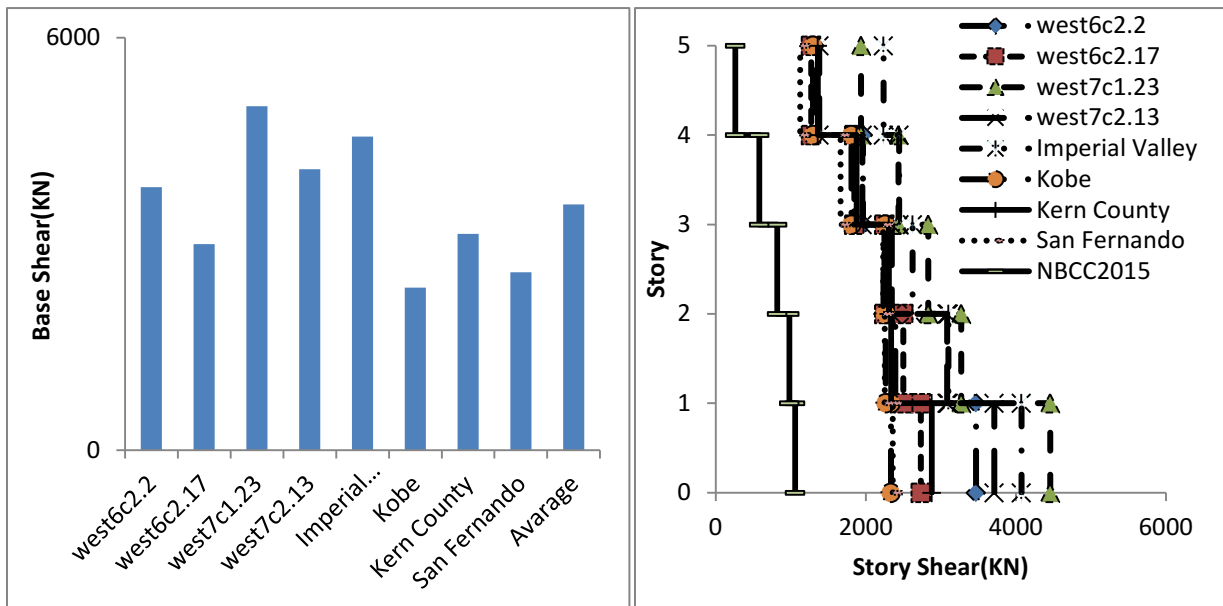 6000
0
Base Shear(KN)
west6c2.2
west6c2.17
west7c1.23
west7c2.13
Imperial...
Kobe
Kern County
San Fernando
Avarage
5
4
3
2
1
0
Story
0
2000
4000
6000
Story Shear(KN)
west6c2.2
west6c2.17
west7c1.23
west7c2.13
Imperial Valley
Kobe
Kern County
San Fernando
NBCC2015